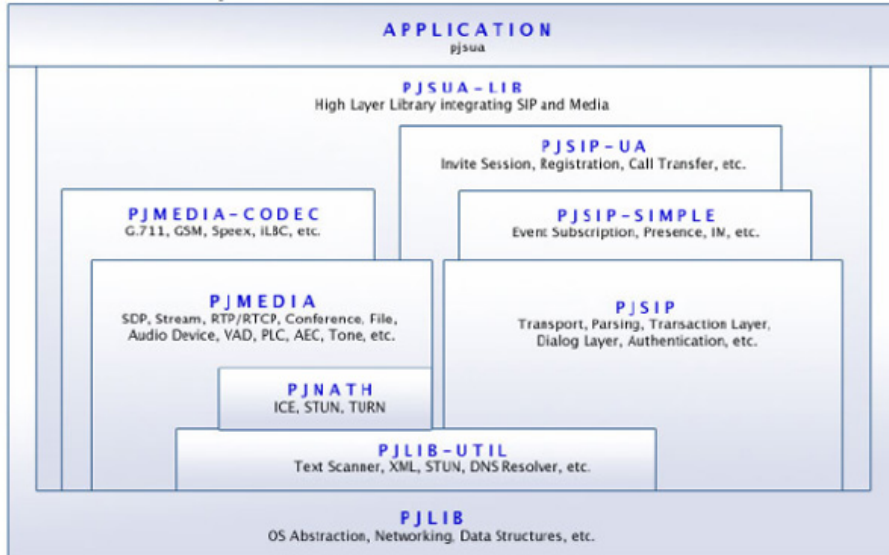 APPLICATION
pjsua
PJSUA-LIB
High Layer Library integrating SIP and Media
PJSIP-UA
Invite Session, Registration, Call Transfer, etc.
PJMEDIA-CODEC
G.711, GSM, Speex, iLBC, etc.
PJSIP-SIMPLE
Event Subscription, Presence, IM, etc.
PJMEDIA
SDP, Stream, RTP/RTCP, Conference, File,
Audio Device, VAD, PLC, AEC, Tone, etc.
PJSIP
Transport, Parsing, Transaction Layer,
Dialog Layer, Authentication, etc.
PJNATH
ICE, STUN, TURN
PJLIB-UTIL
Text Scanner, XML, STUN, DNS Resolver, etc.
PJLIB
OS Abstraction, Networking, Data Structures, etc.